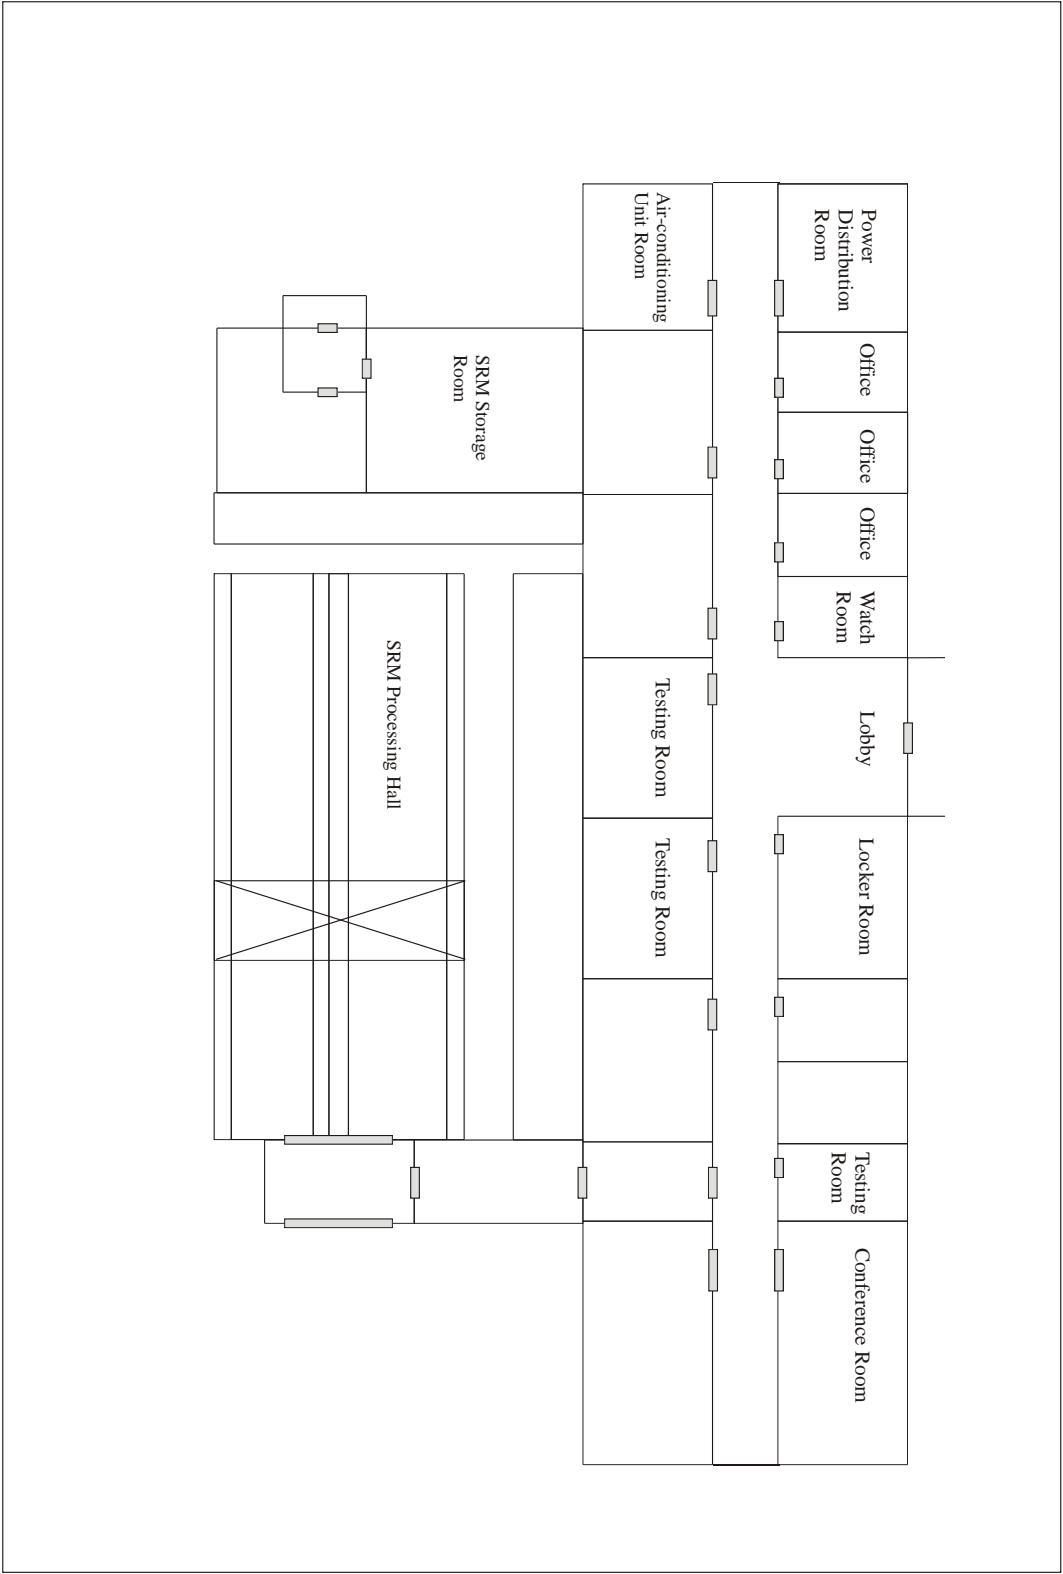 Power
Distribution
Room
Office
Office
Office
Watch
Room
Lobby
Locker Room
Testing
Room
Conference Room
Air-conditioning
Unit Room
Testing Room
Testing Room
SRM Storage
Room
SRM Processing Hall